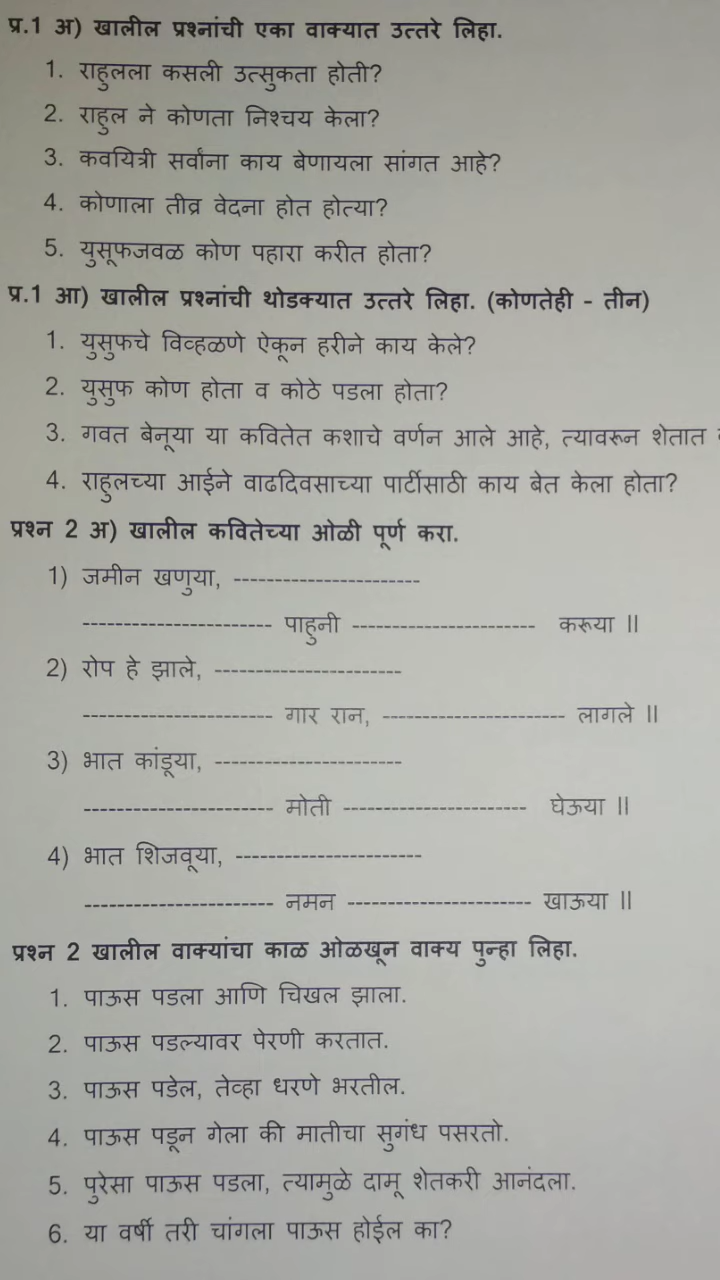 प्र.1 अ) खालील प्रश्नांची एका वाक्यात उत्तरे लिहा.
1. राहुलला कसली उत्सुकता होती?
2. राहुल ने कोणता निश्चय केला?
3. कवयित्री सर्वांना काय बेणायला सांगत आहे?
4. कोणाला तीव्र वेदना होत होत्या?
5. युसूफजवळ कोण पहारा करीत होता?
प्र.1 आ) खालील प्रश्नांची थोडक्यात उत्तरे लिहा. (कोणतेही - तीन)
1. युसुफचे विव्हळणे ऐकून हरीने काय केले?
2. युसुफ कोण होता व कोठे पडला होता?
3. गवत बेनूया या कवितेत कशाचे वर्णन आले आहे, त्यावरून शेतात
4. राहुलच्या आईने वाढदिवसाच्या पार्टीसाठी काय बेत केला होता?
प्रश्न 2 अ) खालील कवितेच्या ओळी पूर्ण करा.
1) जमीन खणुया, -----------------------
----------------------- पाहुनी ---------------------- करूया ॥
2) रोप हे झाले, -----------------------
----------------------- गार रान, ---------------------- लागले ॥
3) भात कांडूया, -----------------------
----------------------- मोती ---------------------- घेऊया ॥
4) भात शिजवूया, -----------------------
----------------------- नमन ---------------------- खाऊया ॥
प्रश्न 2 खालील वाक्यांचा काळ ओळखून वाक्य पुन्हा लिहा.
1. पाऊस पडला आणि चिखल झाला.
2. पाऊस पडल्यावर पेरणी करतात.
3. पाऊस पडेल, तेव्हा धरणे भरतील.
4. पाऊस पडून गेला की मातीचा सुगंध पसरतो.
5. पुरेसा पाऊस पडला, त्यामुळे दामू शेतकरी आनंदला.
6. या वर्षी तरी चांगला पाऊस होईल का?